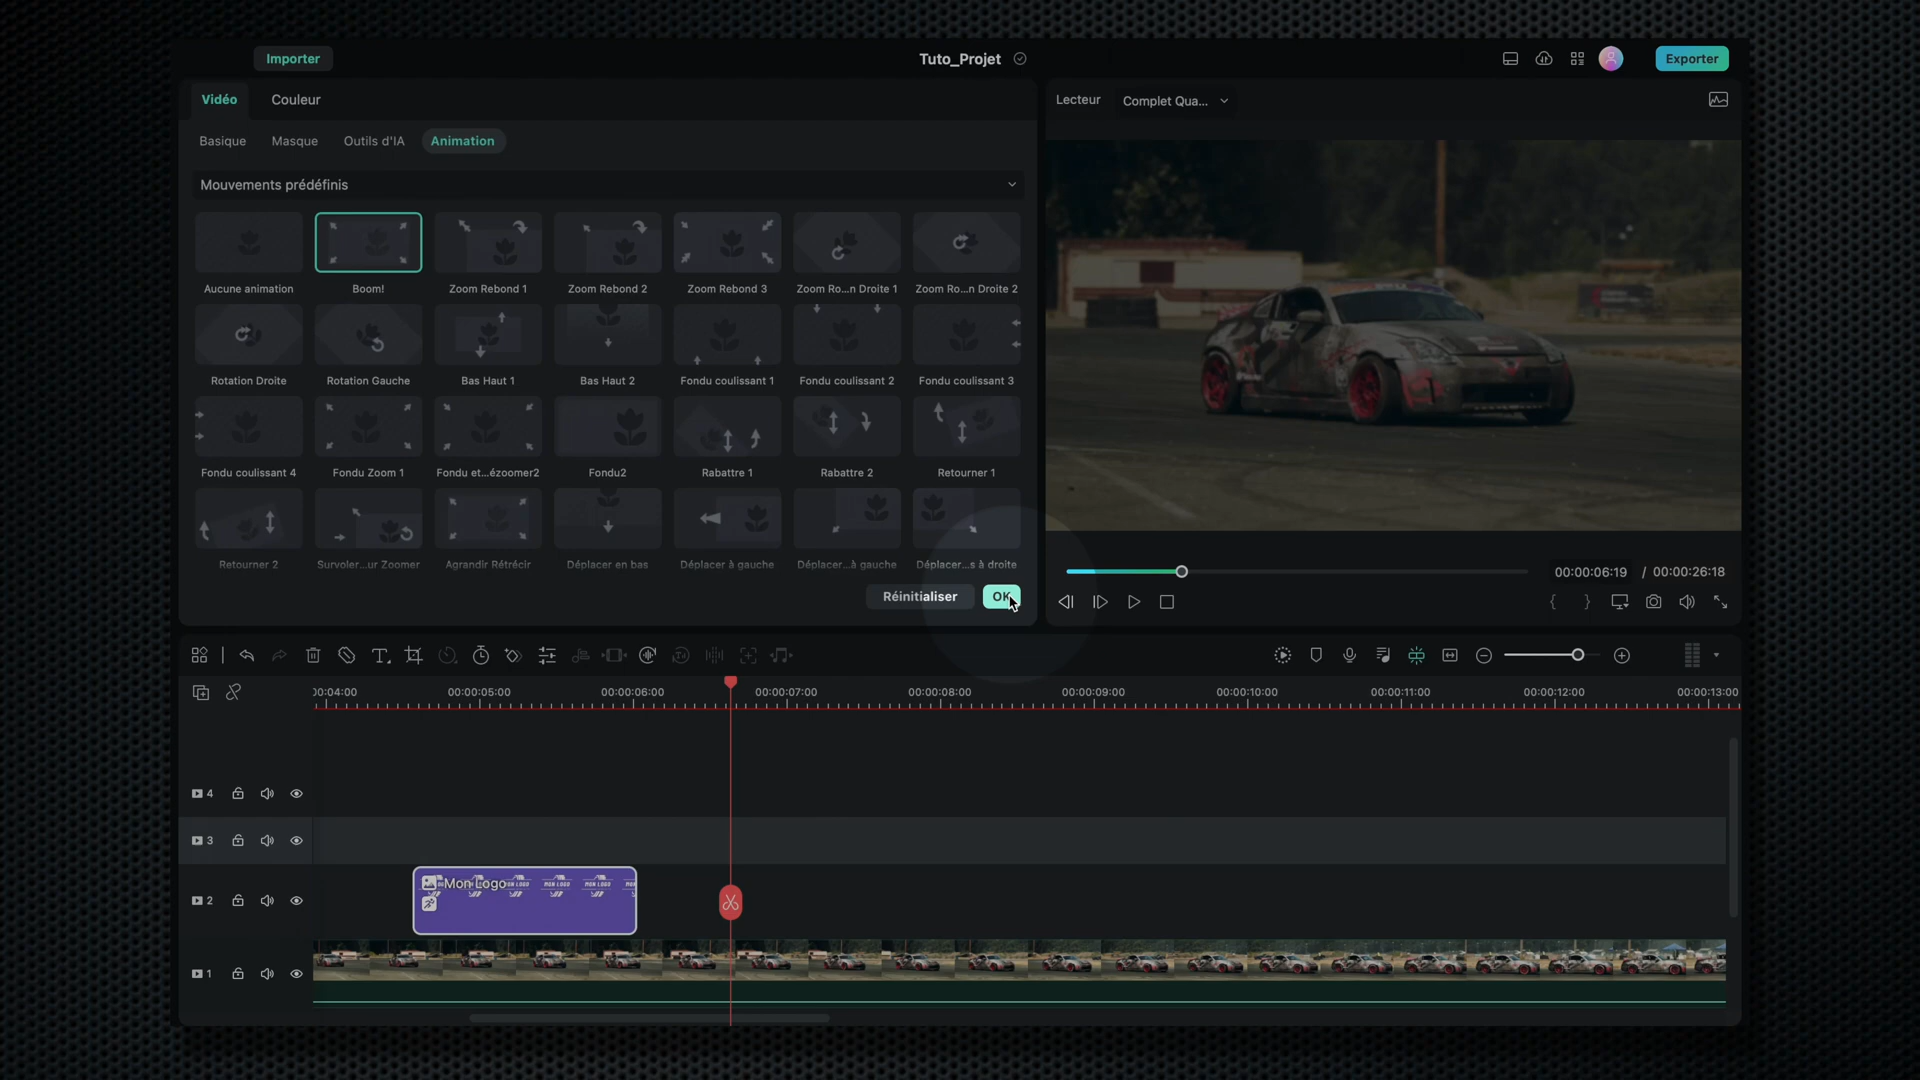 Importer
Tuto_Projet
Exporter
Vidéo
Couleur
Lecteur
Complet Qua...
Basique
Masque
Outils d'IA
Animation
Mouvements prédéfinis
Aucune animation
Boom!
Zoom Rebond 1
Zoom Rebond 2
Zoom Rebond 3
Zoom Ro...n Droite 1
Zoom Ro...n Droite 2
Rotation Droite
Rotation Gauche
Bas Haut 1
Bas Haut 2
Fondu coulissant 1
Fondu coulissant 2
Fondu coulissant 3
Fondu coulissant 4
Fondu Zoom 1
Fondu et...ézoomer2
Fondu2
Rabattre 1
Rabattre 2
Retourner 1
Retourner 2
Survoler...ur Zoomer
Agrandir Rétrécir
Déplacer en bas
Déplacer à gauche
Déplacer...à gauche
Déplacer...s à droite
Réinitialiser
OK
00:00:06:19 / 00:00:26:18
00:04:00
00:00:05:00
00:00:06:00
00:00:07:00
00:00:08:00
00:00:09:00
00:00:10:00
00:00:11:00
00:00:12:00
00:00:13:00
4
3
2
Mon Logo
MON LOGO
MON LOGO
MON LOGO
1